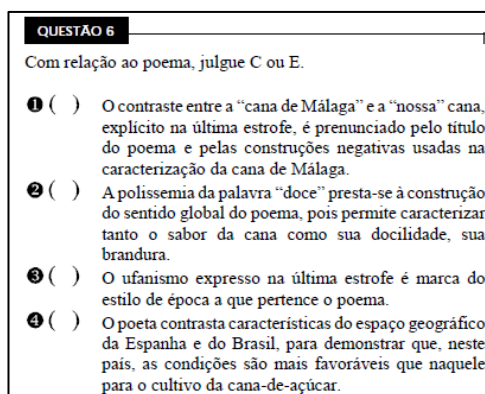 QUESTÃO 6
Com relação ao poema, julgue C ou E.
❶ ( ) O contraste entre a “cana de Málaga” e a “nossa” cana,
explícito na última estrofe, é prenunciado pelo título
do poema e pelas construções negativas usadas na
caracterização da cana de Málaga.
❷ ( ) A polissemia da palavra “doce” presta-se à construção
do sentido global do poema, pois permite caracterizar
tanto o sabor da cana como sua docilidade, sua
brandura.
❸ ( ) O ufanismo expresso na última estrofe é marca do
estilo de época a que pertence o poema.
❹ ( ) O poeta contrasta características do espaço geográfico
da Espanha e do Brasil, para demonstrar que, neste
país, as condições são mais favoráveis que naquele
para o cultivo da cana-de-açúcar.